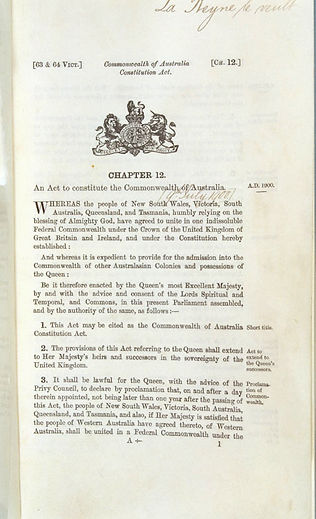 La Reyne le veult
[63 & 64 VICT.] Commonwealth of Australia [CH. 12.]
Constitution Act.
CHAPTER 12.
An Act to constitute the Commonwealth of Australia. A.D. 1900.
[9th July 1900]
WHEREAS the people of New South Wales, Victoria, South
Australia, Queensland, and Tasmania, humbly relying on the
blessing of Almighty God, have agreed to unite in one indissoluble
Federal Commonwealth under the Crown of the United Kingdom of
Great Britain and Ireland, and under the Constitution hereby
established:
And whereas it is expedient to provide for the admission into the
Commonwealth of other Australasian Colonies and possessions of
the Queen:
Be it therefore enacted by the Queen's most Excellent Majesty,
by and with the advice and consent of the Lords Spiritual and
Temporal, and Commons, in this present Parliament assembled,
and by the authority of the same, as follows:—
1. This may be cited as the Commonwealth of Australia Short title.
Constitution Act.
2. The provisions of this Act referring to the Queen shall extend Act to
to Her Majesty's heirs and successors in the sovereignty of the extend to
United Kingdom. the Queen's
successors.
3. It shall be lawful for the Queen, with the advice of the Proclama-
Privy Council, to declare by proclamation that, on and after a day tion of
therein appointed, not being later than one year after the passing of Common-
this Act, the people of New South Wales, Victoria, South Australia, wealth.
Queensland, and Tasmania, and also, if Her Majesty is satisfied that
the people of Western Australia have agreed thereto, of Western
Australia, shall be united in a Federal Commonwealth under the
A 1